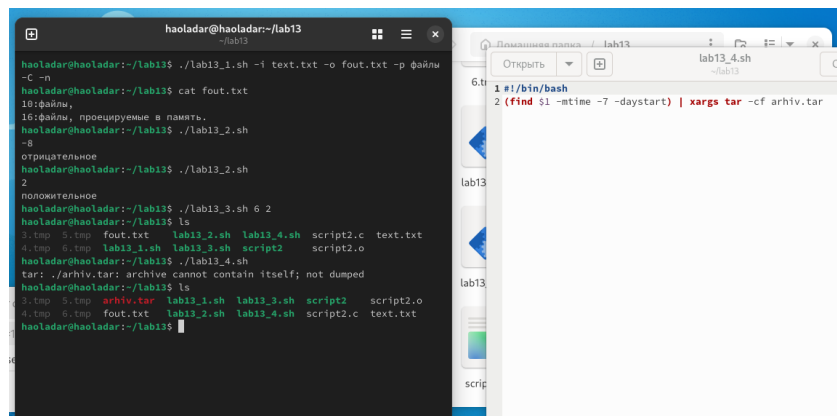 haoladar@haoladar:~/lab13
~/lab13
haoladar@haoladar:~/lab13$ ./lab13_1.sh -i text.txt -o fout.txt -p файлы
-C -n
haoladar@haoladar:~/lab13$ cat fout.txt
10:файлы,
16:файлы, проецируемые в память.
haoladar@haoladar:~/lab13$ ./lab13_2.sh
-8
отрицательное
haoladar@haoladar:~/lab13$ ./lab13_2.sh
2
положительное
haoladar@haoladar:~/lab13$ ./lab13_3.sh 6 2
haoladar@haoladar:~/lab13$ ls
3.tmp 5.tmp fout.txt lab13_2.sh lab13_4.sh script2.c text.txt
4.tmp 6.tmp lab13_1.sh lab13_3.sh script2 script2.o
haoladar@haoladar:~/lab13$ ./lab13_4.sh
tar: ./arhiv.tar: archive cannot contain itself; not dumped
haoladar@haoladar:~/lab13$ ls
3.tmp 5.tmp arhiv.tar lab13_1.sh lab13_3.sh script2 script2.o
4.tmp 6.tmp fout.txt lab13_2.sh lab13_4.sh script2.c text.txt
haoladar@haoladar:~/lab13$
Домашняя папка / lab13
6.t
lab13
lab13
scrip
Открыть
lab13_4.sh
~/lab13
1 #!/bin/bash
2 (find $1 -mtime -7 -daystart) | xargs tar -cf arhiv.tar